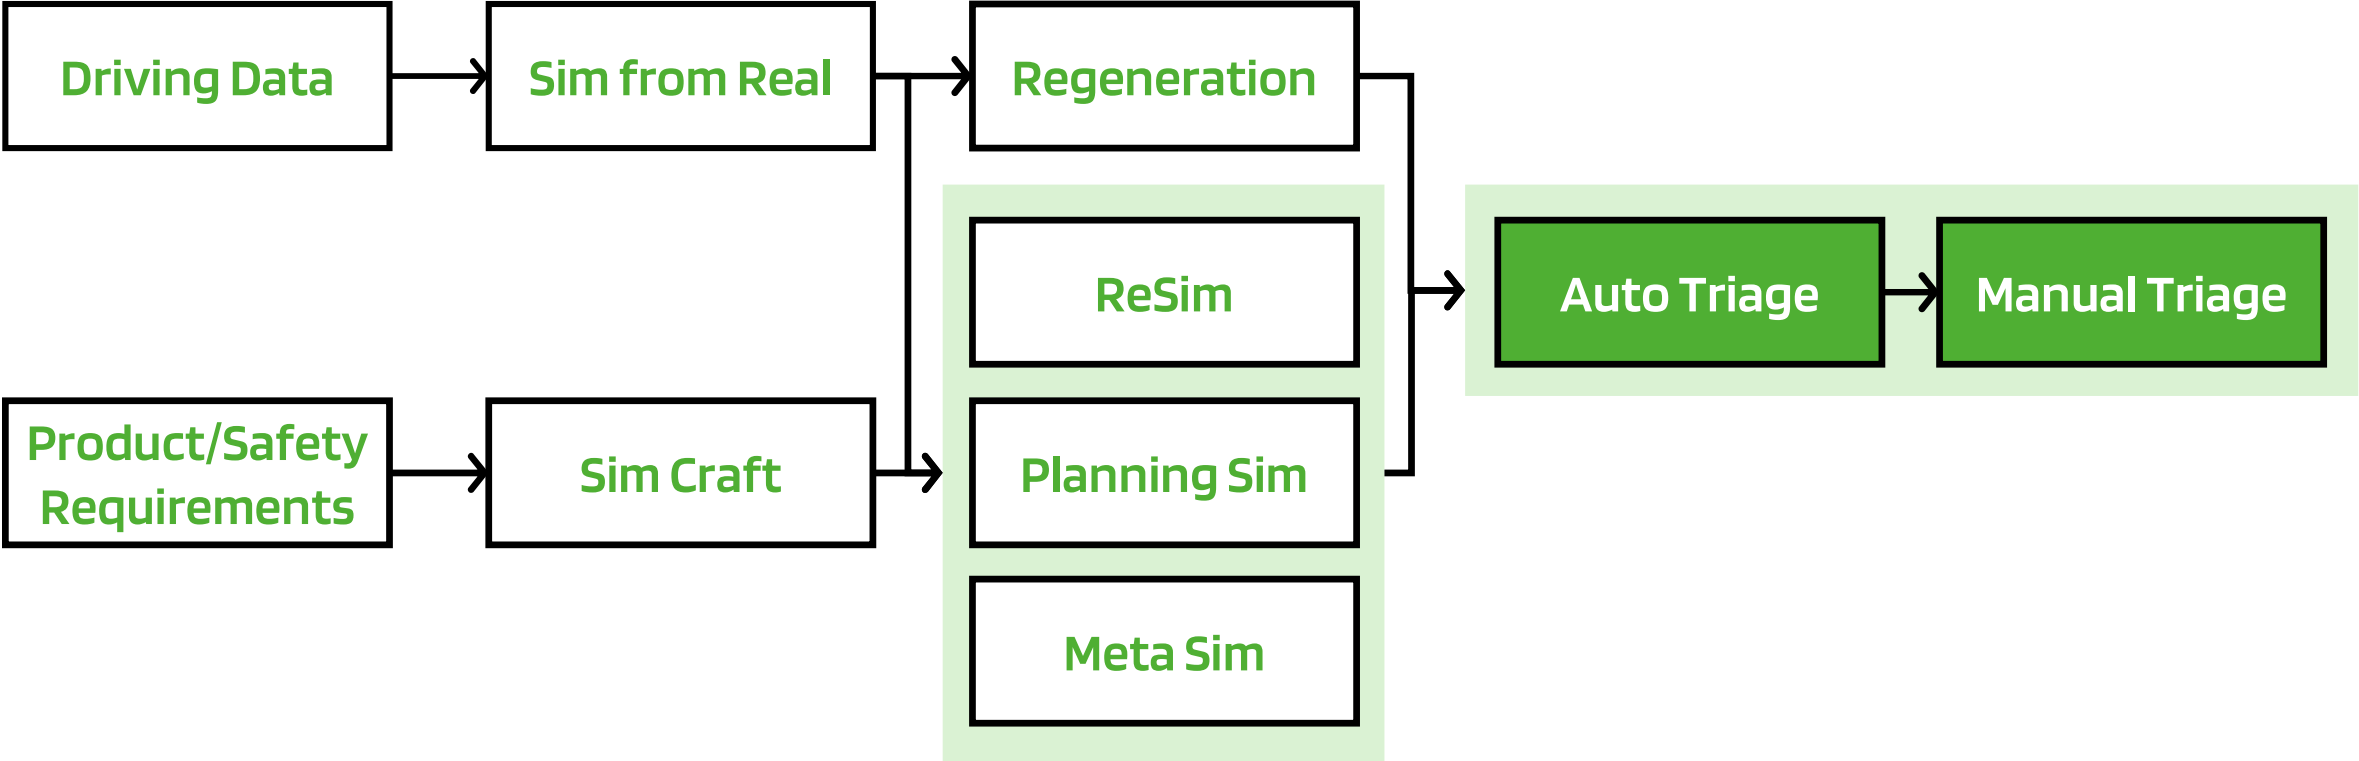 Driving Data
Sim from Real
Regeneration
ReSim
Auto Triage
Manual Triage
Product/Safety
Requirements
Sim Craft
Planning Sim
Meta Sim